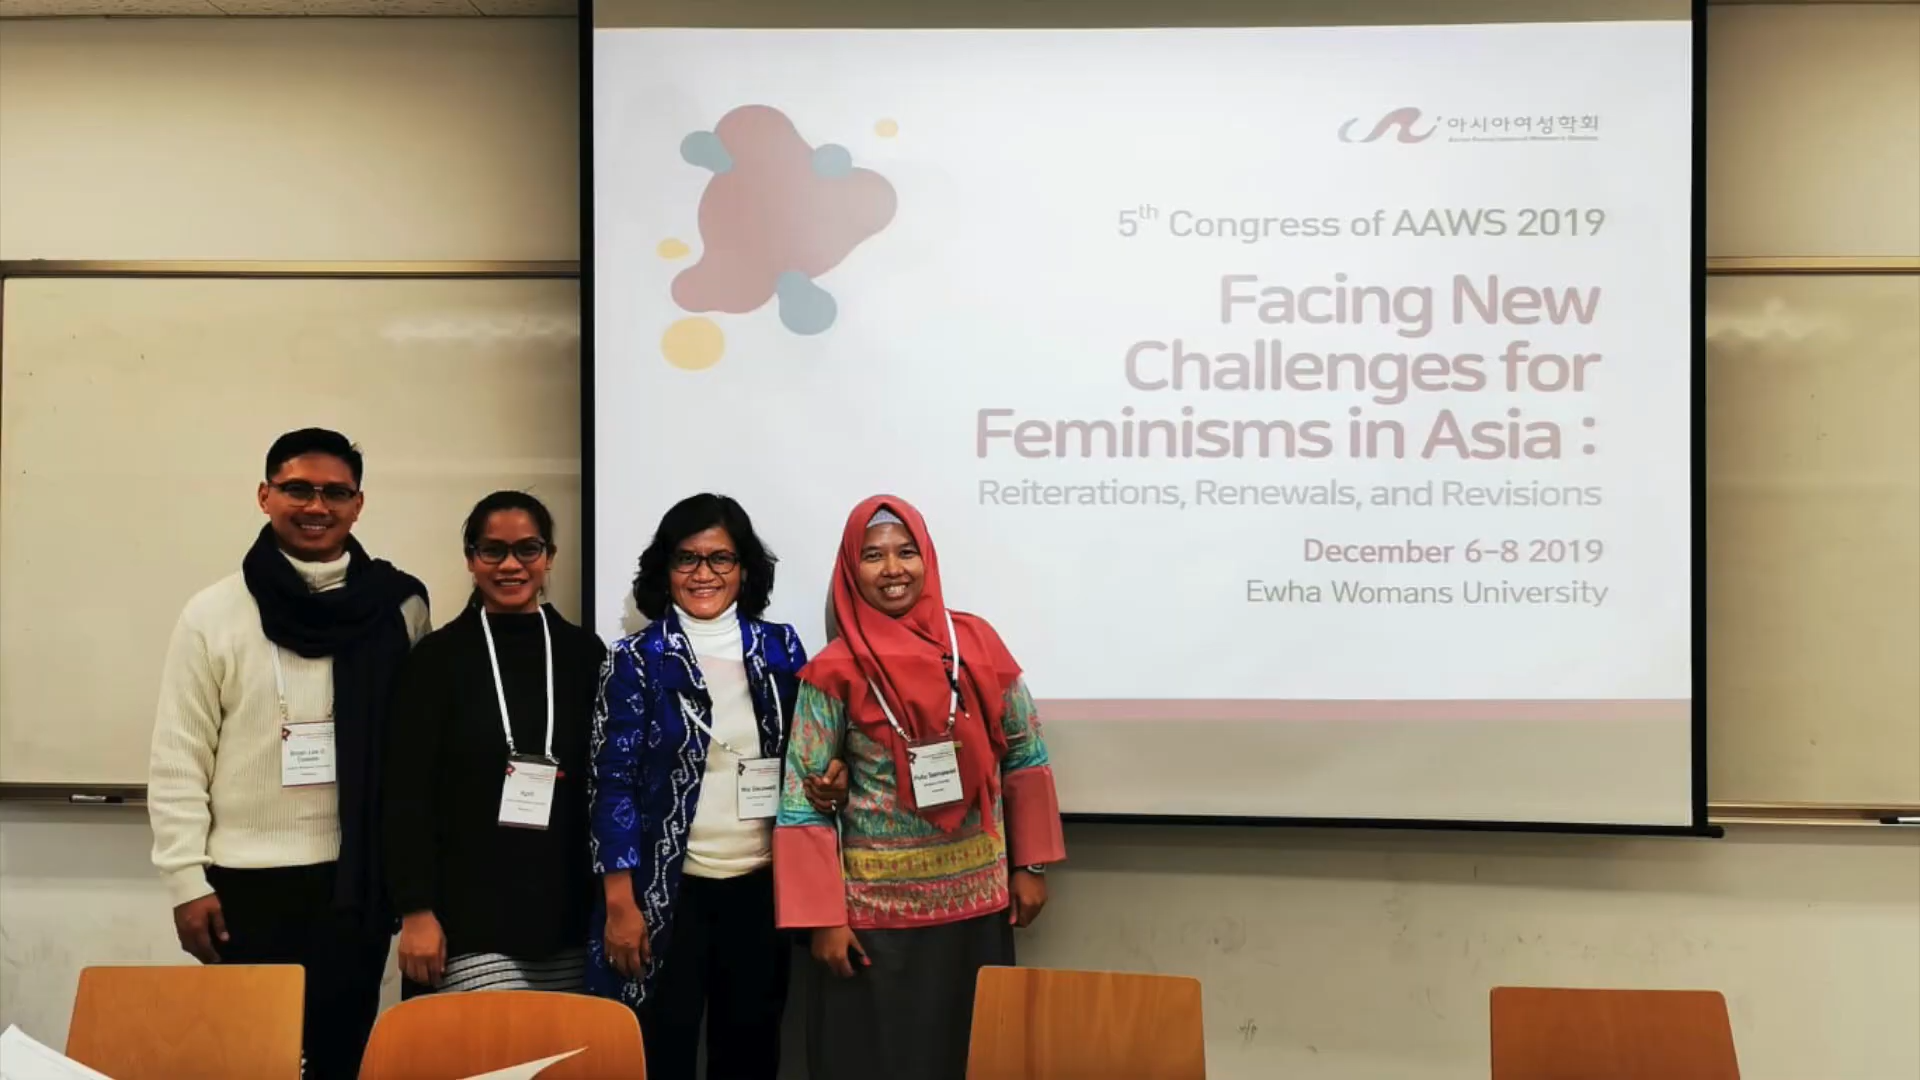 아시아여성학회
5th Congress of AAWS 2019
Facing New
Challenges for
Feminisms in Asia :
Reiterations, Renewals, and Revisions
December 6-8 2019
Ewha Womans University
April